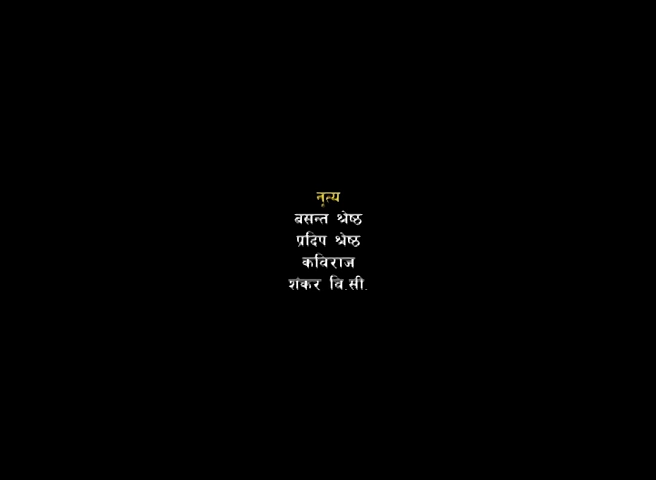 नृत्य
बसन्त श्रेष्ठ
प्रदिप श्रेष्ठ
कविराज
शंकर वि.सी.